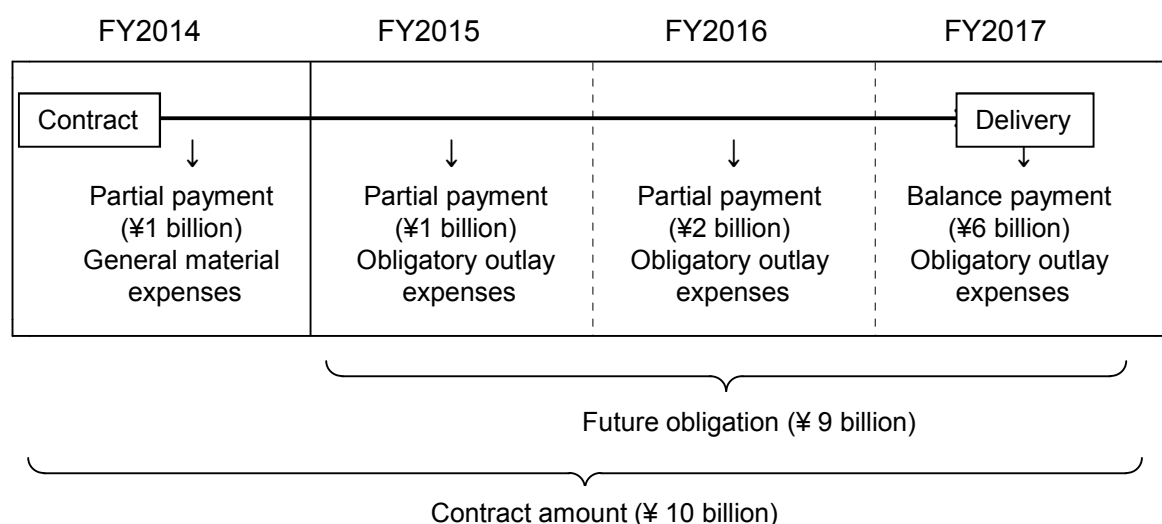 FY2014 FY2015 FY2016 FY2017
Contract
Delivery
Partial payment
(¥1 billion)
General material
expenses
Partial payment
(¥1 billion)
Obligatory outlay
expenses
Partial payment
(¥2 billion)
Obligatory outlay
expenses
Balance payment
(¥6 billion)
Obligatory outlay
expenses
Future obligation (¥ 9 billion)
Contract amount (¥ 10 billion)